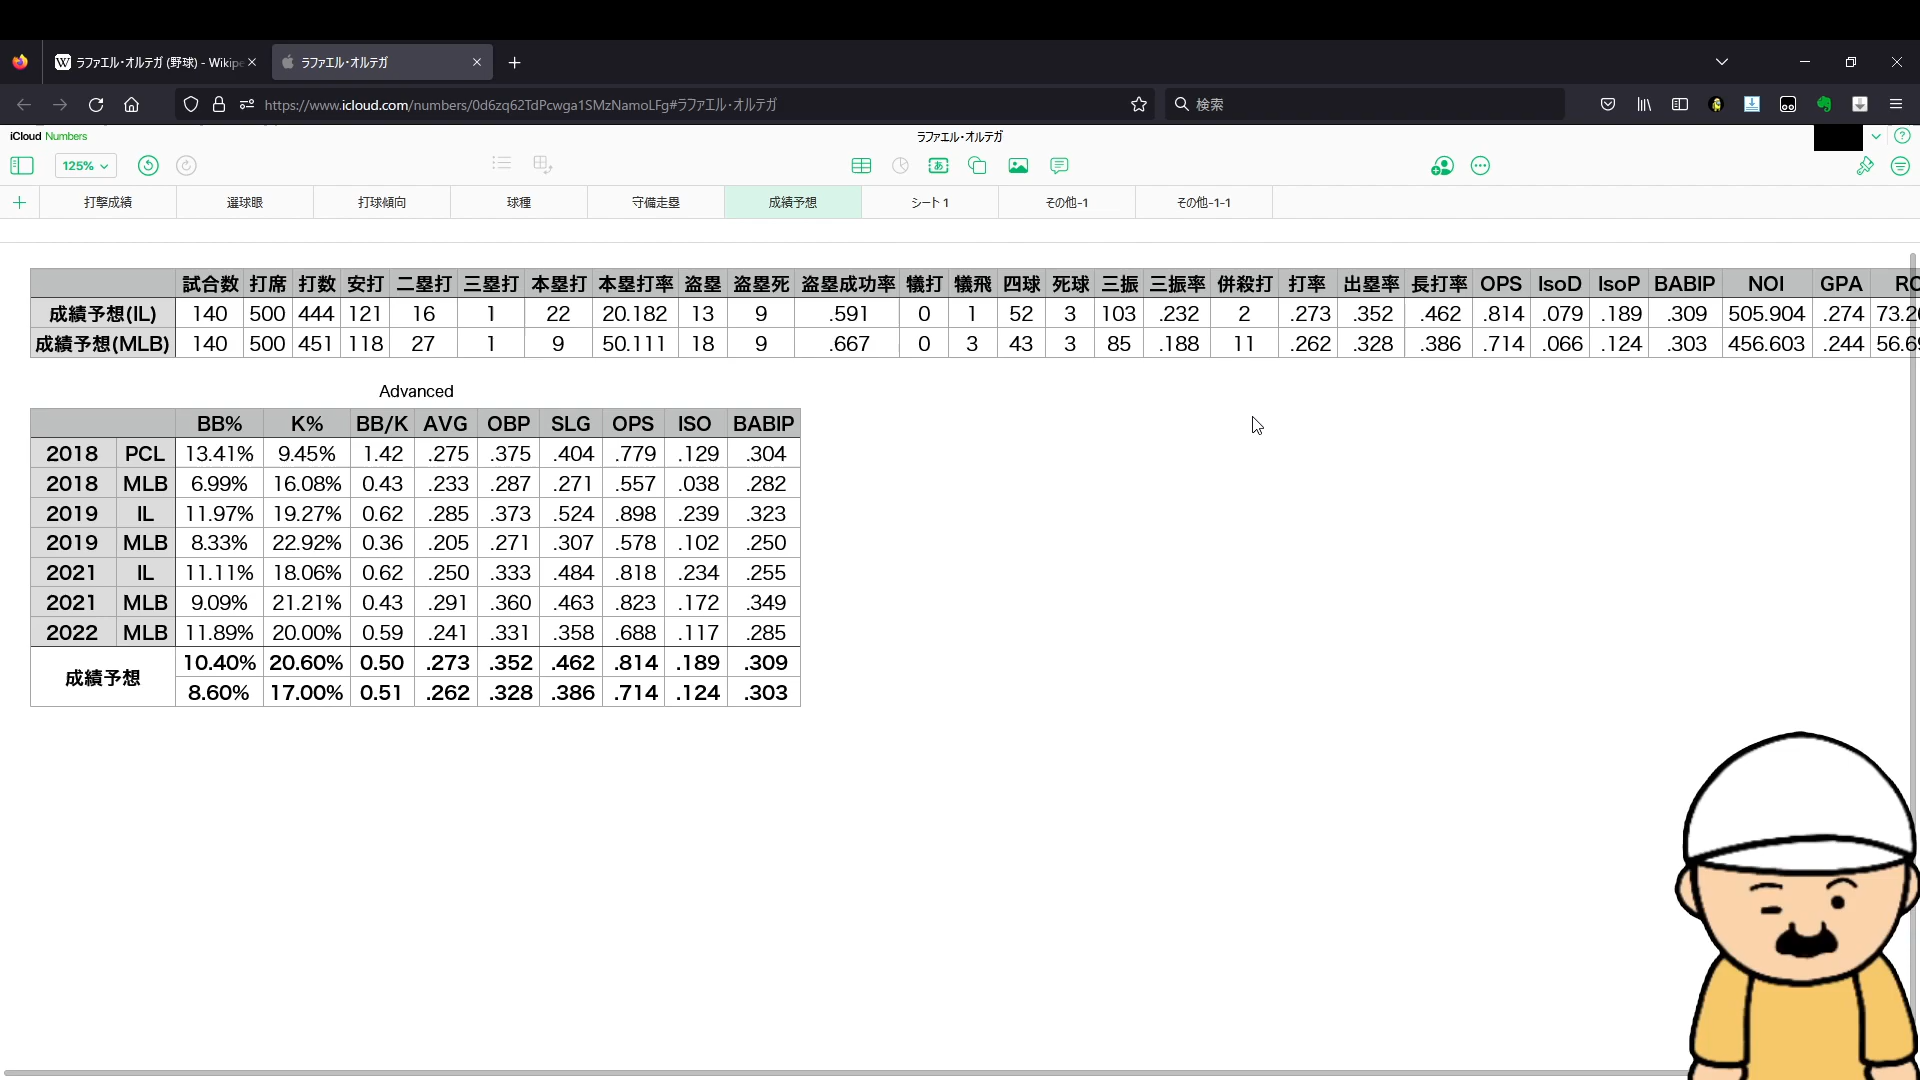 ラファエル・オルテガ (野球) - Wikipe
ラファエル・オルテガ
https://www.icloud.com/numbers/0d6zq62TdPcwga1SMzNamoLFg#ラファエル・オルテガ
検索
iCloud Numbers
ラファエル・オルテガ
125%
打撃成績 選球眼 打球傾向 球種 守備走塁 成績予想 シート 1 その他-1 その他-1-1
試合数 打席 打数 安打 二塁打 三塁打 本塁打 本塁打率 盗塁 盗塁死 盗塁成功率 犠打 犠飛 四球 死球 三振 三振率 併殺打 打率 出塁率 長打率 OPS IsoD IsoP BABIP NOI GPA RC
成績予想(IL) 140 500 444 121 16 1 22 20.182 13 9 .591 0 1 52 3 103 .232 2 .273 .352 .462 .814 .079 .189 .309 505.904 .274 73.20
成績予想(MLB) 140 500 451 118 27 1 9 50.111 18 9 .667 0 3 43 3 85 .188 11 .262 .328 .386 .714 .066 .124 .303 456.603 .244 56.69
Advanced
BB% K% BB/K AVG OBP SLG OPS ISO BABIP
2018 PCL 13.41% 9.45% 1.42 .275 .375 .404 .779 .129 .304
2018 MLB 6.99% 16.08% 0.43 .233 .287 .271 .557 .038 .282
2019 IL 11.97% 19.27% 0.62 .285 .373 .524 .898 .239 .323
2019 MLB 8.33% 22.92% 0.36 .205 .271 .307 .578 .102 .250
2021 IL 11.11% 18.06% 0.62 .250 .333 .484 .818 .234 .255
2021 MLB 9.09% 21.21% 0.43 .291 .360 .463 .823 .172 .349
2022 MLB 11.89% 20.00% 0.59 .241 .331 .358 .688 .117 .285
成績予想 10.40% 20.60% 0.50 .273 .352 .462 .814 .189 .309
8.60% 17.00% 0.51 .262 .328 .386 .714 .124 .303